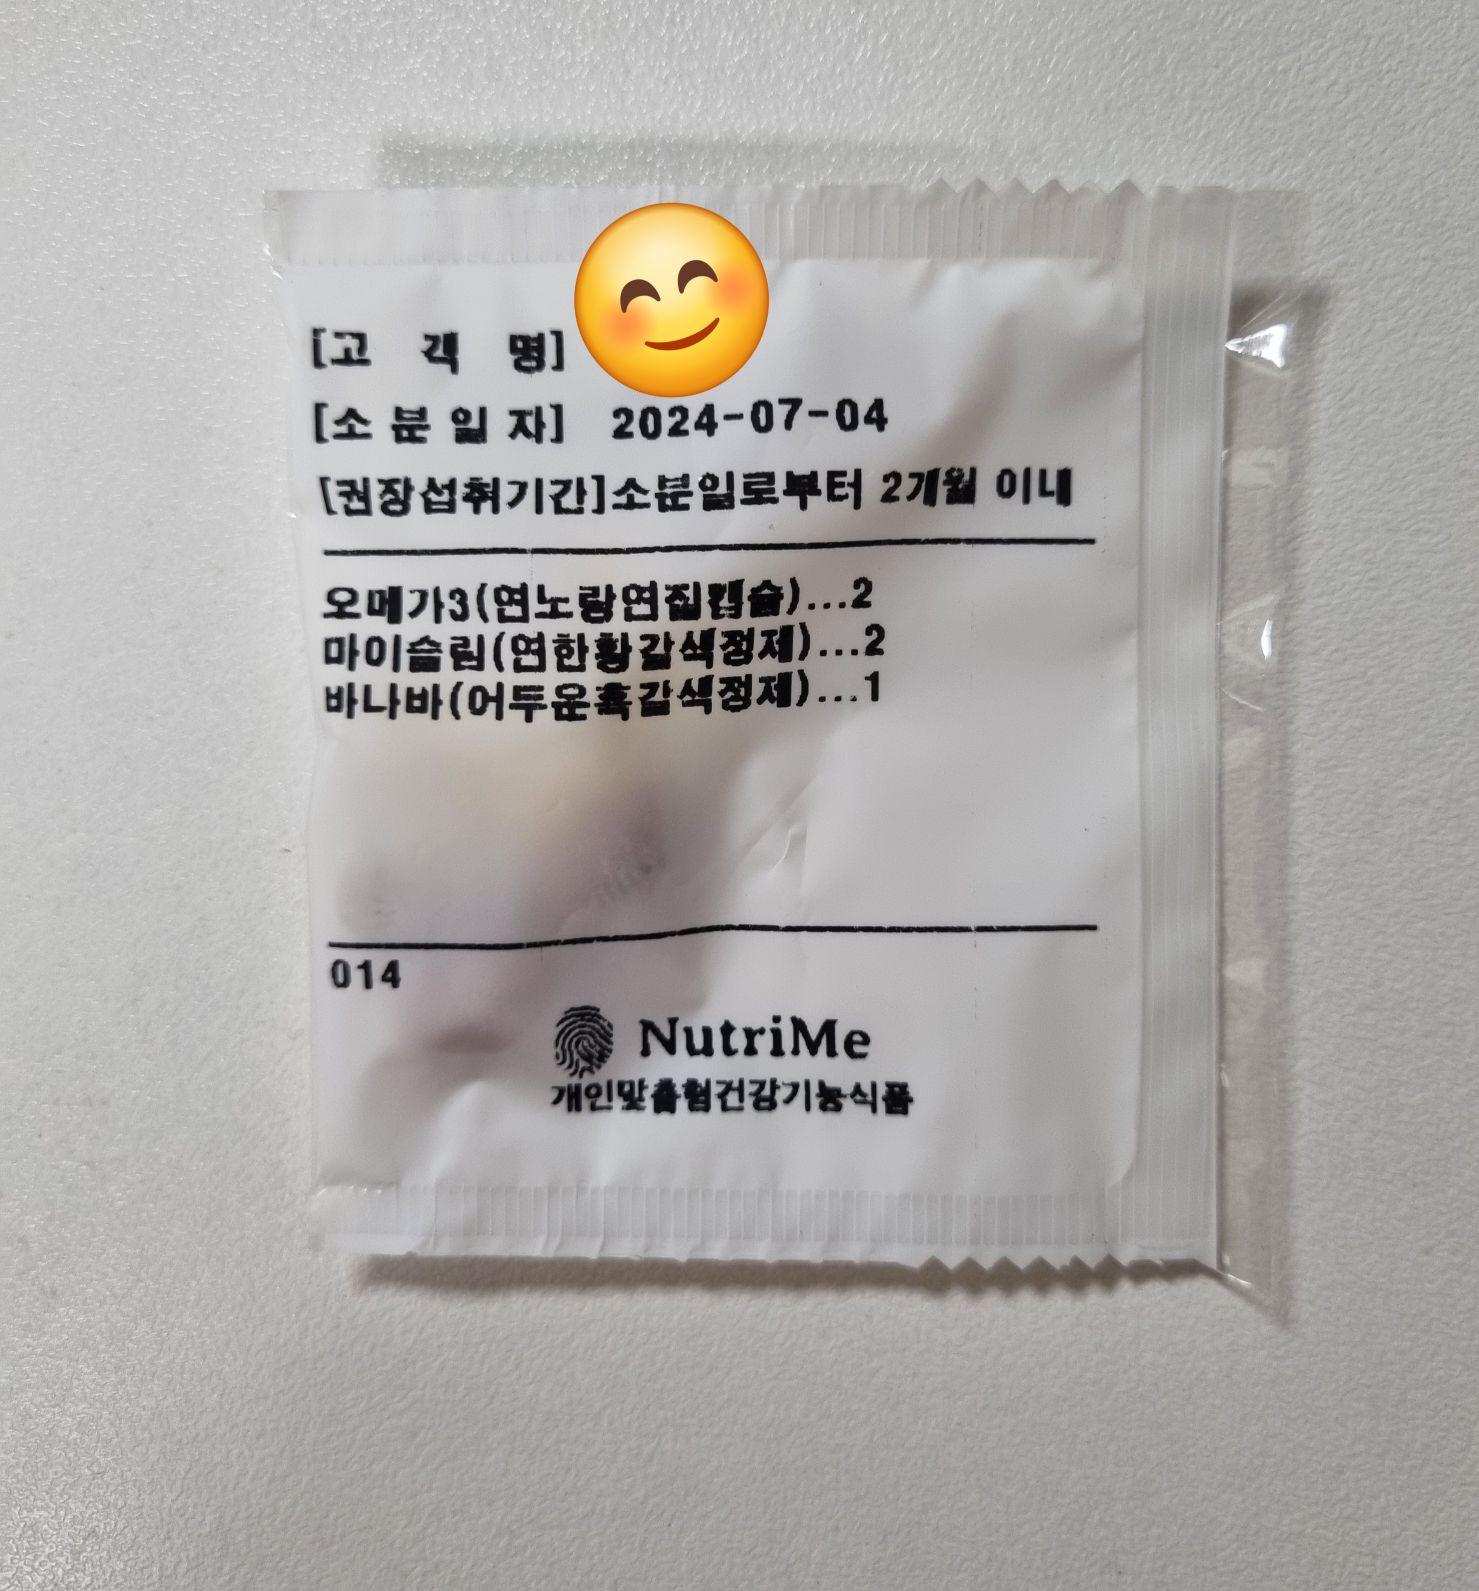 [고 객 명]
[소 분 일 자] 2024-07-04
[권장섭취기간]소분일로부터 2개월 이내
오메가3(연노랑연질캡슐)...2
마이슬림(연한황갈색정제)...2
바나바(어두운흑갈색정제)...1
014
NutriMe
개인맞춤형건강기능식품